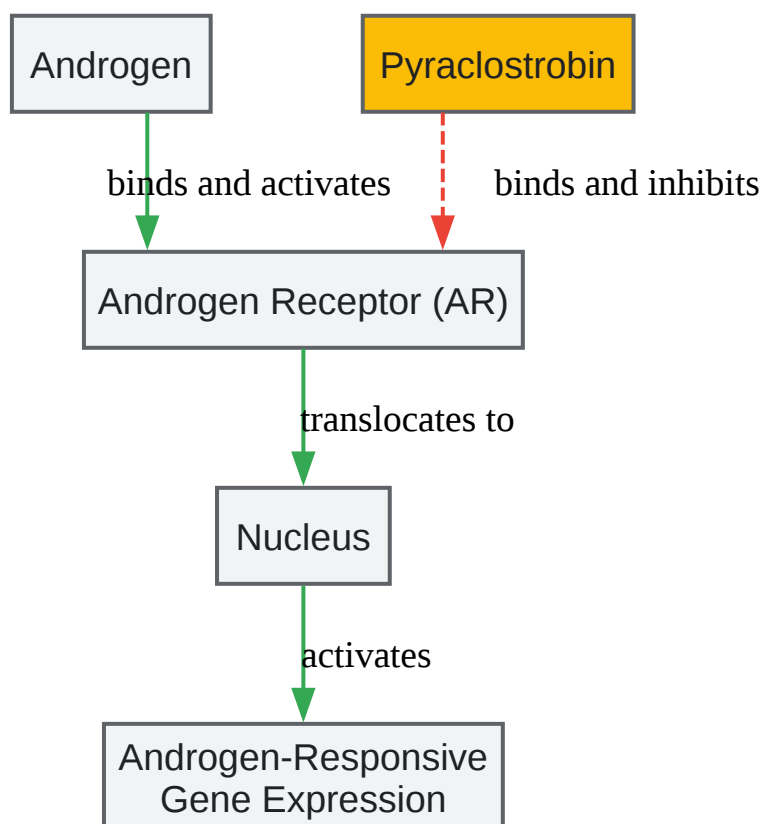 Androgen
Pyraclostrobin
binds and activates
binds and inhibits
Androgen Receptor (AR)
translocates to
Nucleus
activates
Androgen-Responsive
Gene Expression